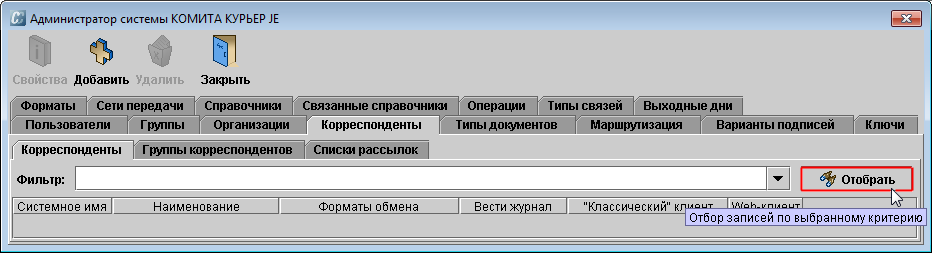 Администратор системы КОМИТА КУРЬЕР JE
Свойства Добавить Удалить Закрыть
Форматы Сети передачи Справочники Связанные справочники Операции Типы связей Выходные дни
Пользователи Группы Организации Корреспонденты Типы документов Маршрутизация Варианты подписей Ключи
Корреспонденты Группы корреспондентов Списки рассылок
Фильтр: Отобрать
Системное имя Наименование Форматы обмена Вести журнал "Классический" клиент Web-клиент
Отбор записей по выбранному критерию